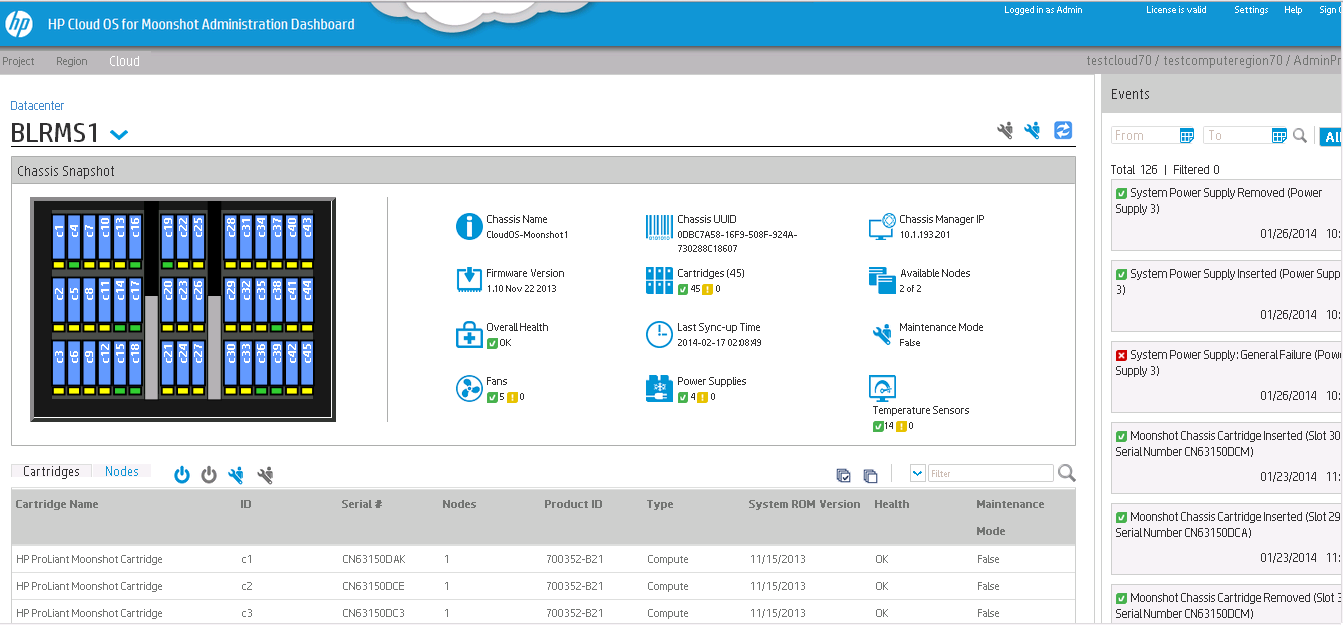 hp HP Cloud OS for Moonshot Administration Dashboard
Logged in as Admin License is valid Settings Help Sign
Project Region Cloud
testcloud70 / testcomputeregion70 / AdminPr
Datacenter
BLRMS1
Chassis Snapshot
c1 c4 c7 c10 c13 c16 c19 c22 c25 c28 c31 c34 c37 c40 c43
c2 c5 c8 c11 c14 c17 c20 c23 c26 c29 c32 c35 c38 c41 c44
c3 c6 c9 c12 c15 c18 c21 c24 c27 c30 c33 c36 c39 c42 c45
Chassis Name
CloudOS-Moonshot1
Chassis UUID
0DBC7A58-16F9-508F-924A-
730288C18607
Chassis Manager IP
10.1.193.201
Firmware Version
1.10 Nov 22 2013
Cartridges (45)
45 0
Available Nodes
2 of 2
Overall Health
OK
Last Sync-up Time
2014-02-17 02:08:49
Maintenance Mode
False
Fans
5 0
Power Supplies
4 0
Temperature Sensors
14 0
Cartridges Nodes
Filter
Cartridge Name ID Serial # Nodes Product ID Type System ROM Version Health Maintenance
Mode
HP ProLiant Moonshot Cartridge c1 CN63150DAK 1 700352-B21 Compute 11/15/2013 OK False
HP ProLiant Moonshot Cartridge c2 CN63150DCE 1 700352-B21 Compute 11/15/2013 OK False
HP ProLiant Moonshot Cartridge c3 CN63150DC3 1 700352-B21 Compute 11/15/2013 OK False
Events
From To All
Total 126 | Filtered 0
System Power Supply Removed (Power
Supply 3)
01/26/2014 10:
System Power Supply Inserted (Power Supp
3)
01/26/2014 10:
System Power Supply: General Failure (Powe
Supply 3)
01/26/2014 10:
Moonshot Chassis Cartridge Inserted (Slot 30
Serial Number CN63150DCM)
01/23/2014 11:
Moonshot Chassis Cartridge Inserted (Slot 29
Serial Number CN63150DCA)
01/23/2014 11:
Moonshot Chassis Cartridge Removed (Slot 3
Serial Number CN63150DCM)